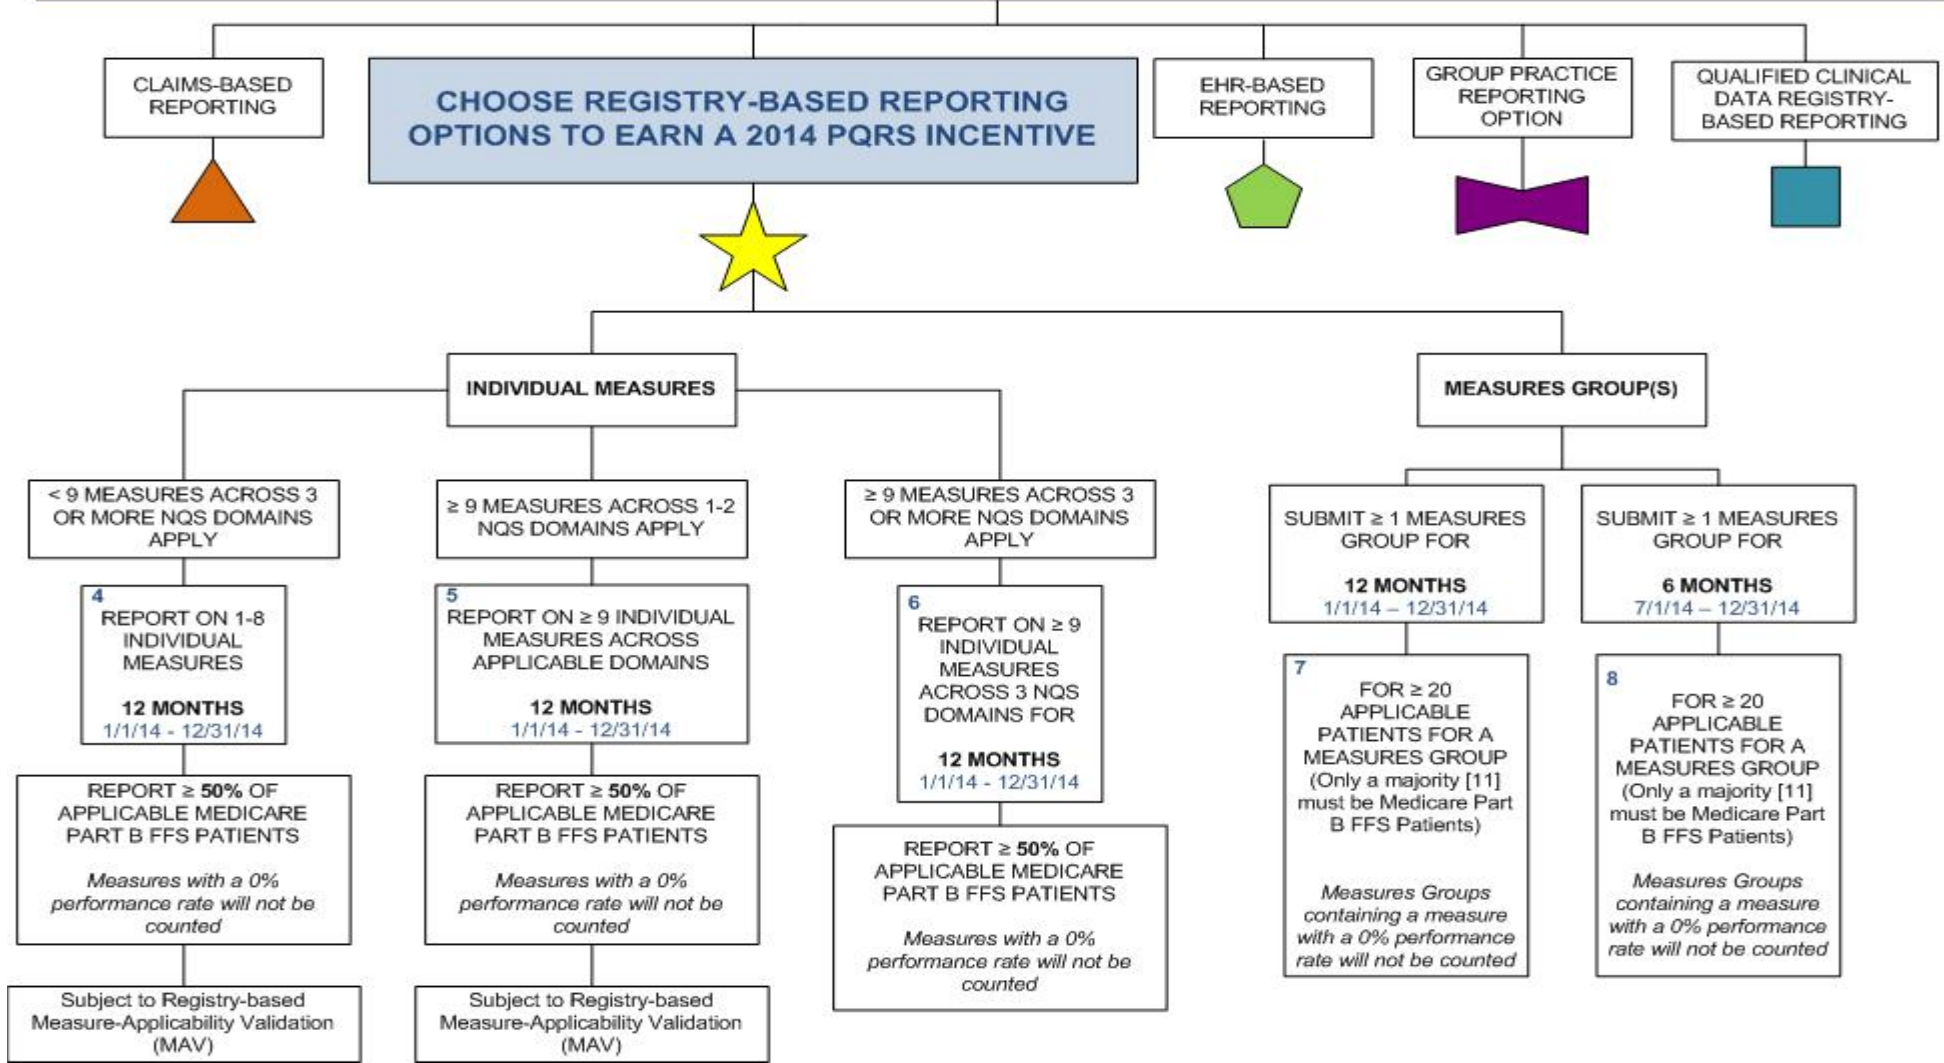 CLAIMS-BASED
REPORTING
CHOOSE REGISTRY-BASED REPORTING
OPTIONS TO EARN A 2014 PQRS INCENTIVE
EHR-BASED
REPORTING
GROUP PRACTICE
REPORTING
OPTION
QUALIFIED CLINICAL
DATA REGISTRY-
BASED REPORTING
INDIVIDUAL MEASURES
MEASURES GROUP(S)
< 9 MEASURES ACROSS 3
OR MORE NQS DOMAINS
APPLY
≥ 9 MEASURES ACROSS 1-2
NQS DOMAINS APPLY
≥ 9 MEASURES ACROSS 3
OR MORE NQS DOMAINS
APPLY
SUBMIT ≥ 1 MEASURES
GROUP FOR
12 MONTHS
1/1/14 – 12/31/14
SUBMIT ≥ 1 MEASURES
GROUP FOR
6 MONTHS
7/1/14 – 12/31/14
4
REPORT ON 1-8
INDIVIDUAL
MEASURES
12 MONTHS
1/1/14 - 12/31/14
5
REPORT ON ≥ 9 INDIVIDUAL
MEASURES ACROSS
APPLICABLE DOMAINS
12 MONTHS
1/1/14 - 12/31/14
6
REPORT ON ≥ 9
INDIVIDUAL
MEASURES
ACROSS 3 NQS
DOMAINS FOR
12 MONTHS
1/1/14 - 12/31/14
7
FOR ≥ 20
APPLICABLE
PATIENTS FOR A
MEASURES GROUP
(Only a majority [11]
must be Medicare Part
B FFS Patients)
Measures Groups
containing a measure
with a 0% performance
rate will not be counted
8
FOR ≥ 20
APPLICABLE
PATIENTS FOR A
MEASURES GROUP
(Only a majority [11]
must be Medicare Part
B FFS Patients)
Measures Groups
containing a measure
with a 0% performance
rate will not be counted
REPORT ≥ 50% OF
APPLICABLE MEDICARE
PART B FFS PATIENTS
Measures with a 0%
performance rate will not be
counted
REPORT ≥ 50% OF
APPLICABLE MEDICARE
PART B FFS PATIENTS
Measures with a 0%
performance rate will not be
counted
REPORT ≥ 50% OF
APPLICABLE MEDICARE
PART B FFS PATIENTS
Measures with a 0%
performance rate will not be
counted
Subject to Registry-based
Measure-Applicability Validation
(MAV)
Subject to Registry-based
Measure-Applicability Validation
(MAV)